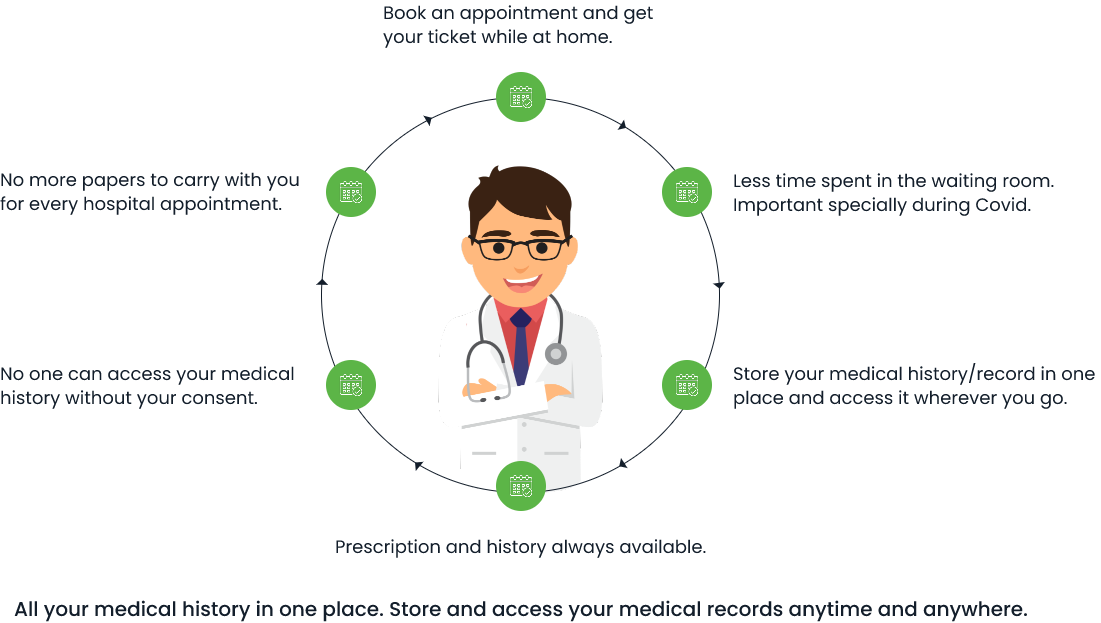 Book an appointment and get
your ticket while at home.
No more papers to carry with you
for every hospital appointment.
Less time spent in the waiting room.
Important specially during Covid.
No one can access your medical
history without your consent.
Store your medical history/record in one
place and access it wherever you go.
Prescription and history always available.
All your medical history in one place. Store and access your medical records anytime and anywhere.